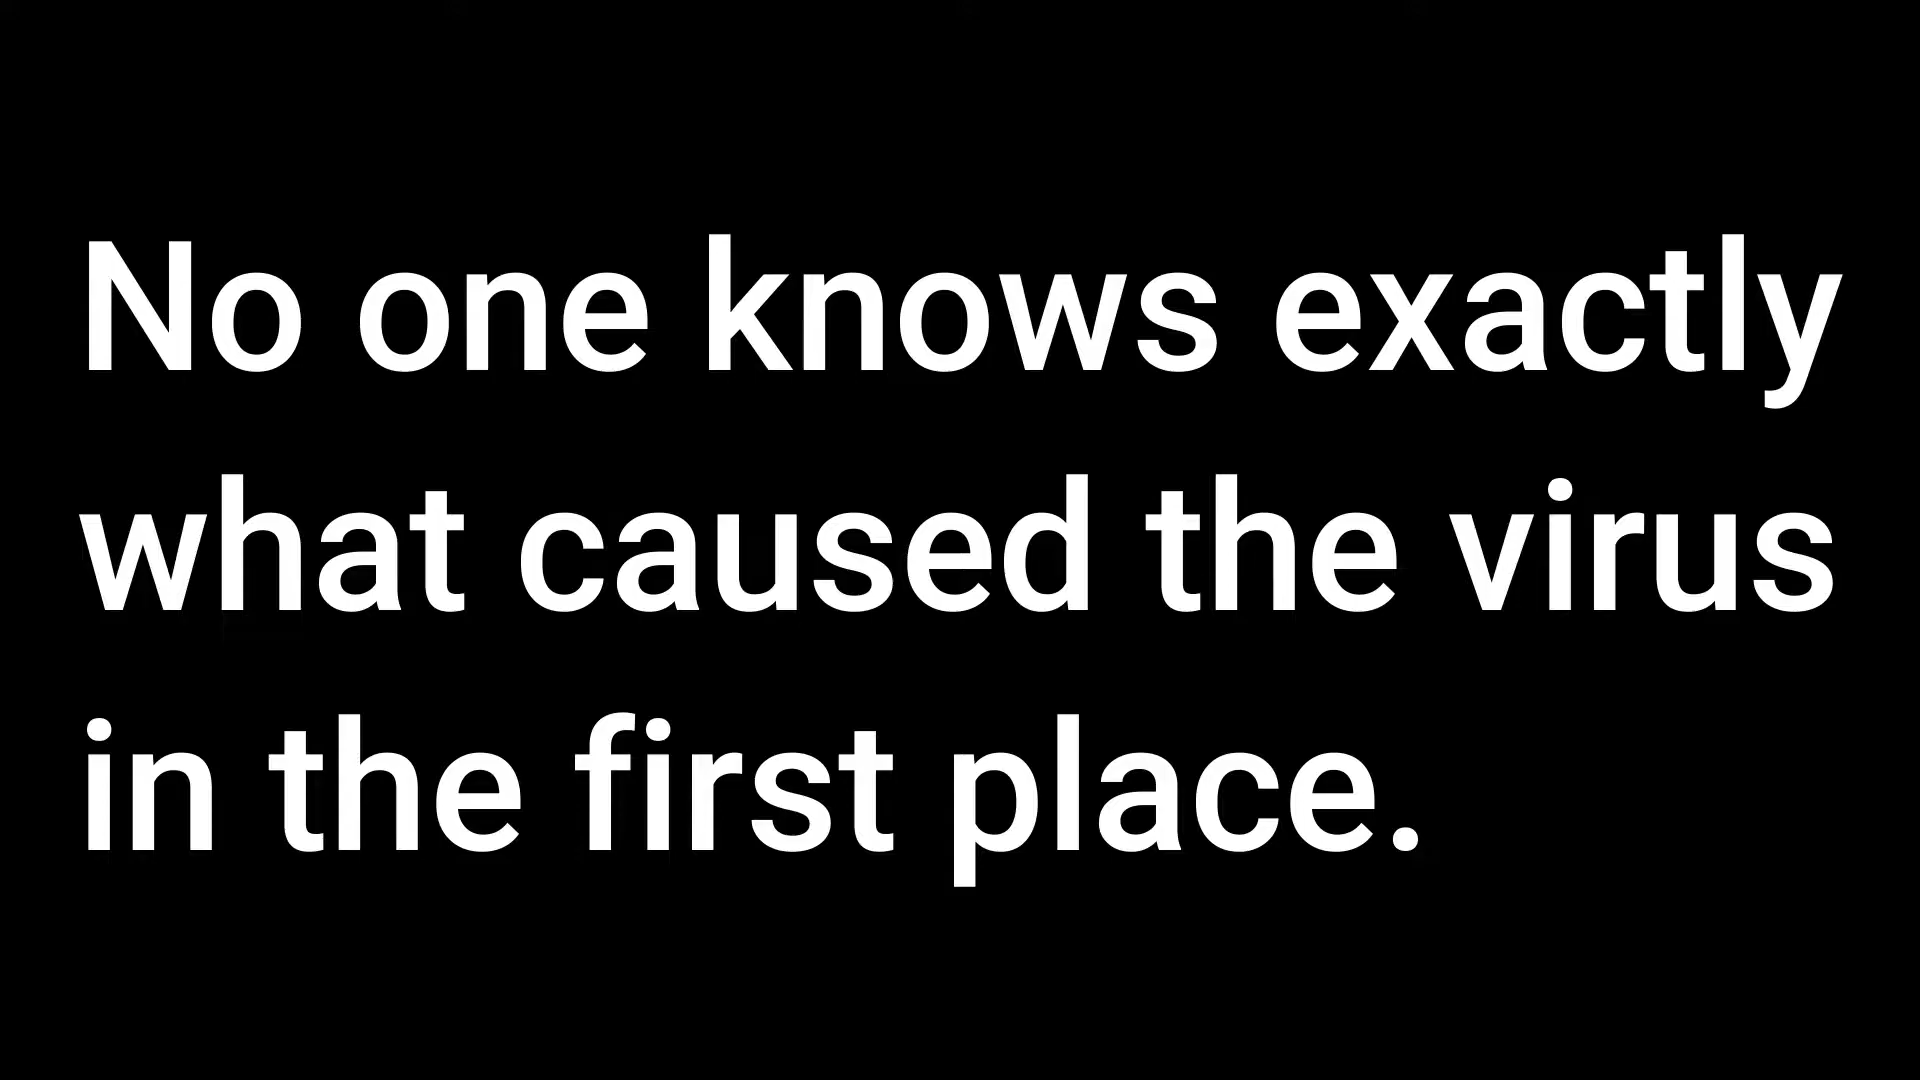 No one knows exactly
what caused the virus
in the first place.